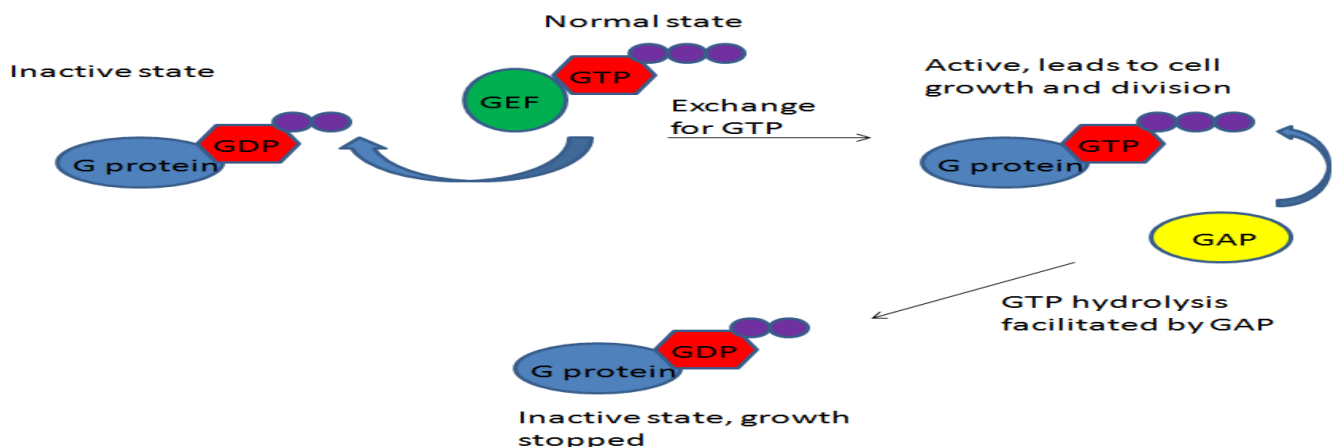 Normal state
Inactive state
GTP
GEF
GDP
G protein
Exchange
for GTP
Active, leads to cell
growth and division
GTP
G protein
GAP
GTP hydrolysis
facilitated by GAP
GDP
G protein
Inactive state, growth
stopped